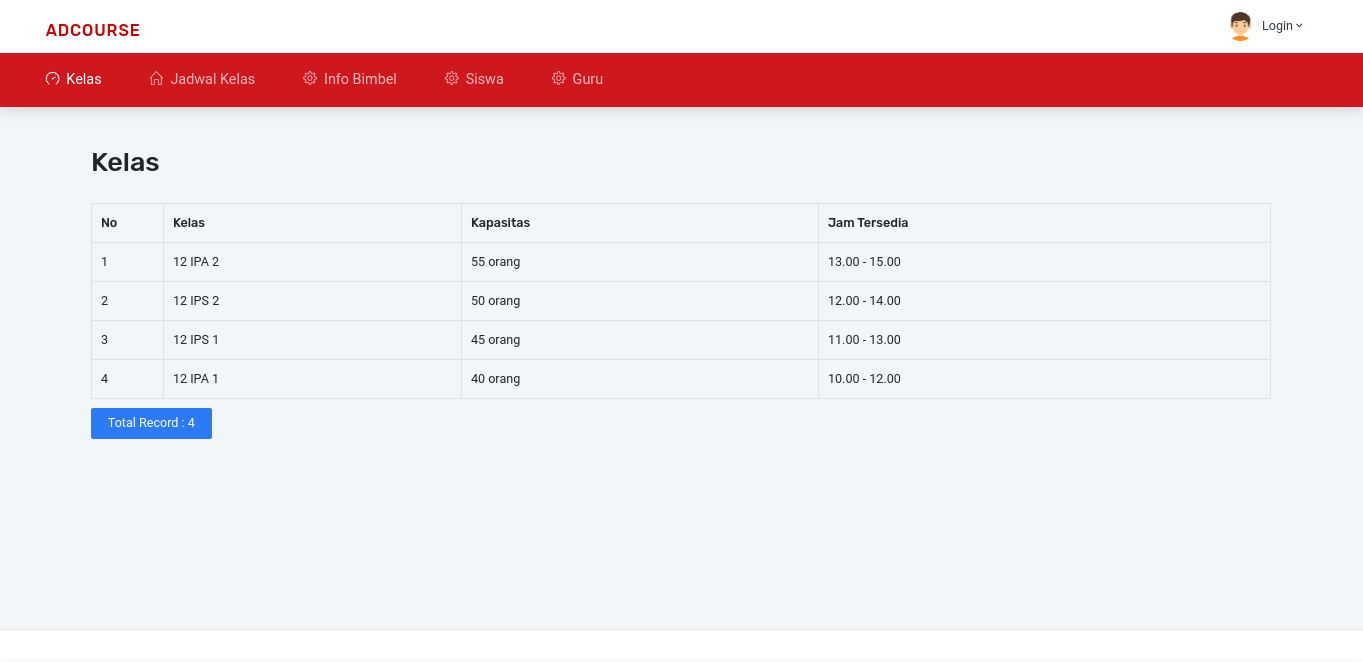 ADCOURSE
Login
Kelas Jadwal Kelas Info Bimbel Siswa Guru
Kelas
No Kelas Kapasitas Jam Tersedia
1 12 IPA 2 55 orang 13.00 - 15.00
2 12 IPS 2 50 orang 12.00 - 14.00
3 12 IPS 1 45 orang 11.00 - 13.00
4 12 IPA 1 40 orang 10.00 - 12.00
Total Record : 4